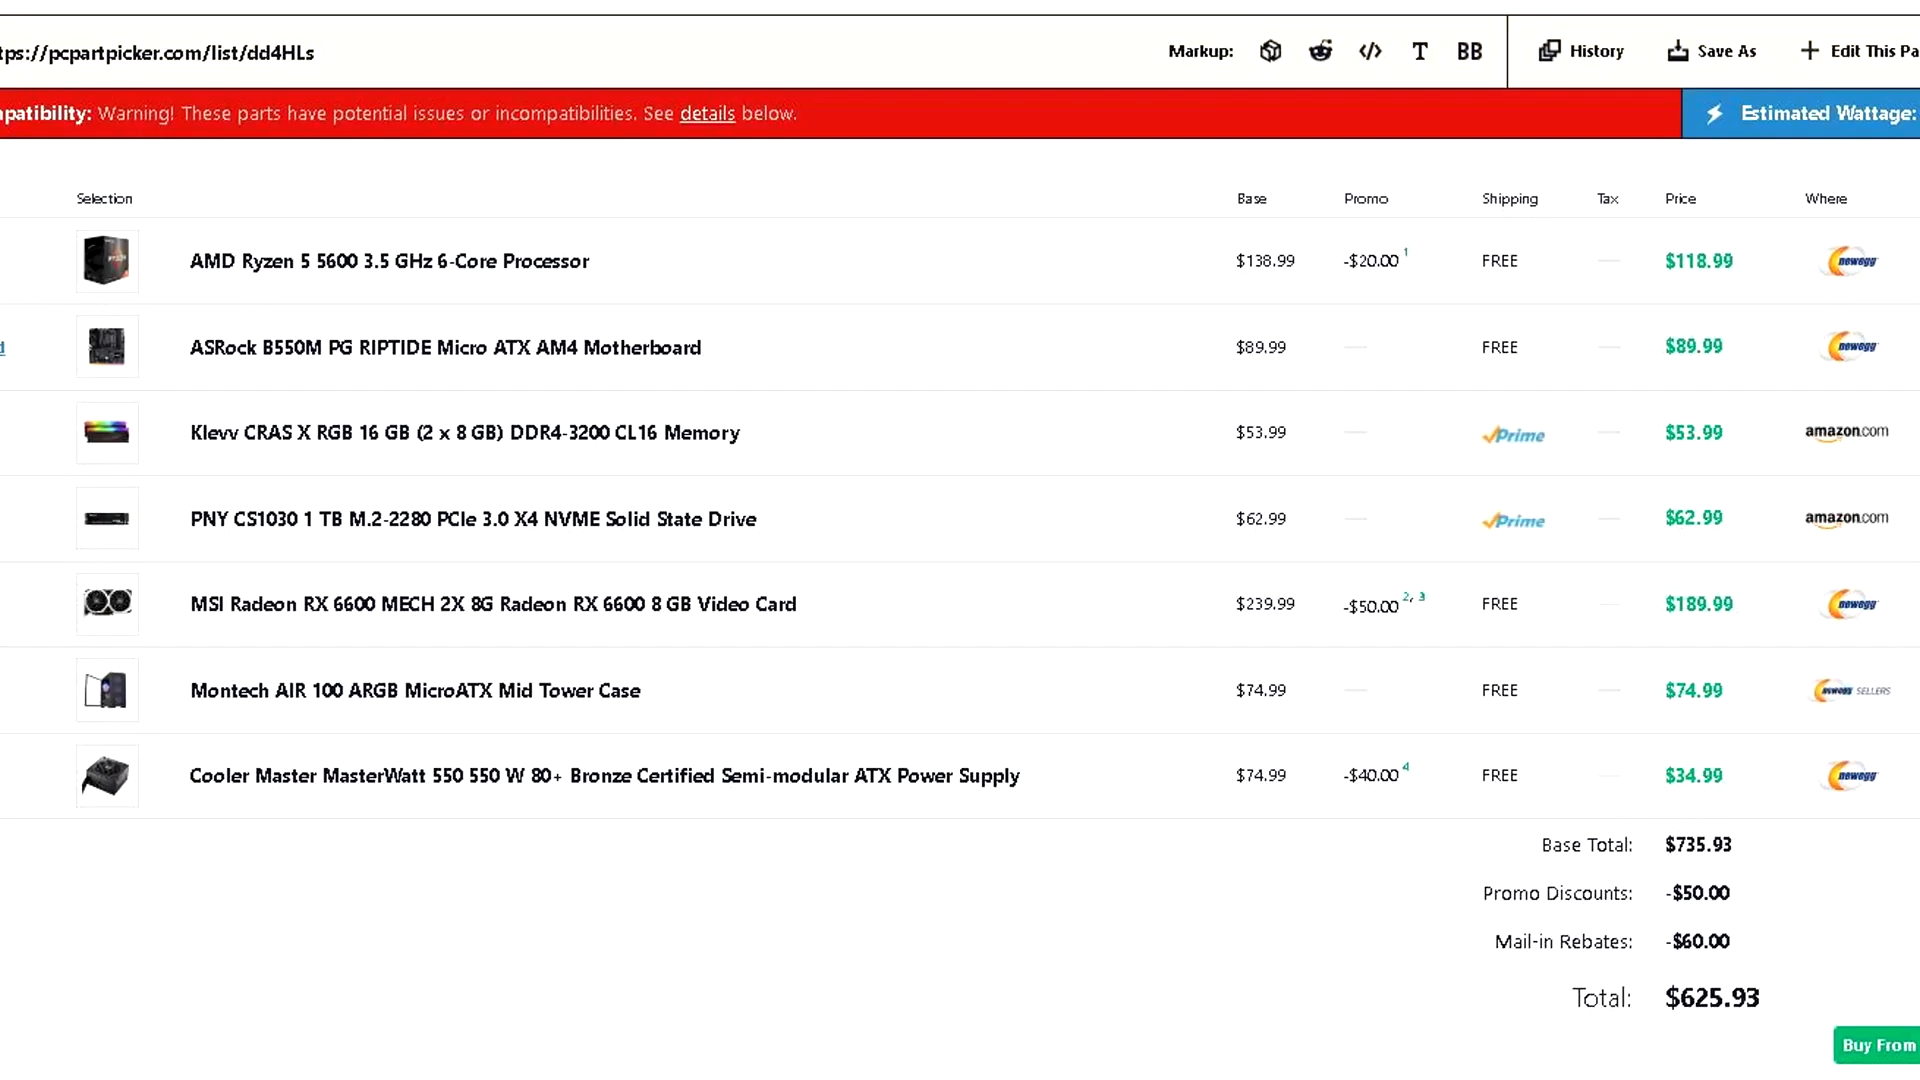 tps://pcpartpicker.com/list/dd4HLs Markup: </> T BB History Save As + Edit This Pa
mpatibility: Warning! These parts have potential issues or incompatibilities. See details below. Estimated Wattage:
Selection Base Promo Shipping Tax Price Where
AMD Ryzen 5 5600 3.5 GHz 6-Core Processor $138.99 -$20.00 1 FREE — $118.99 newegg
d ASRock B550M PG RIPTIDE Micro ATX AM4 Motherboard $89.99 — FREE — $89.99 newegg
Klevv CRAS X RGB 16 GB (2 x 8 GB) DDR4-3200 CL16 Memory $53.99 — Prime — $53.99 amazon.com
PNY CS1030 1 TB M.2-2280 PCIe 3.0 X4 NVME Solid State Drive $62.99 — Prime — $62.99 amazon.com
MSI Radeon RX 6600 MECH 2X 8G Radeon RX 6600 8 GB Video Card $239.99 -$50.00 2, 3 FREE — $189.99 newegg
Montech AIR 100 ARGB MicroATX Mid Tower Case $74.99 — FREE — $74.99 newegg SELLERS
Cooler Master MasterWatt 550 550 W 80+ Bronze Certified Semi-modular ATX Power Supply $74.99 -$40.00 4 FREE — $34.99 newegg
Base Total: $735.93
Promo Discounts: -$50.00
Mail-in Rebates: -$60.00
Total: $625.93
Buy From